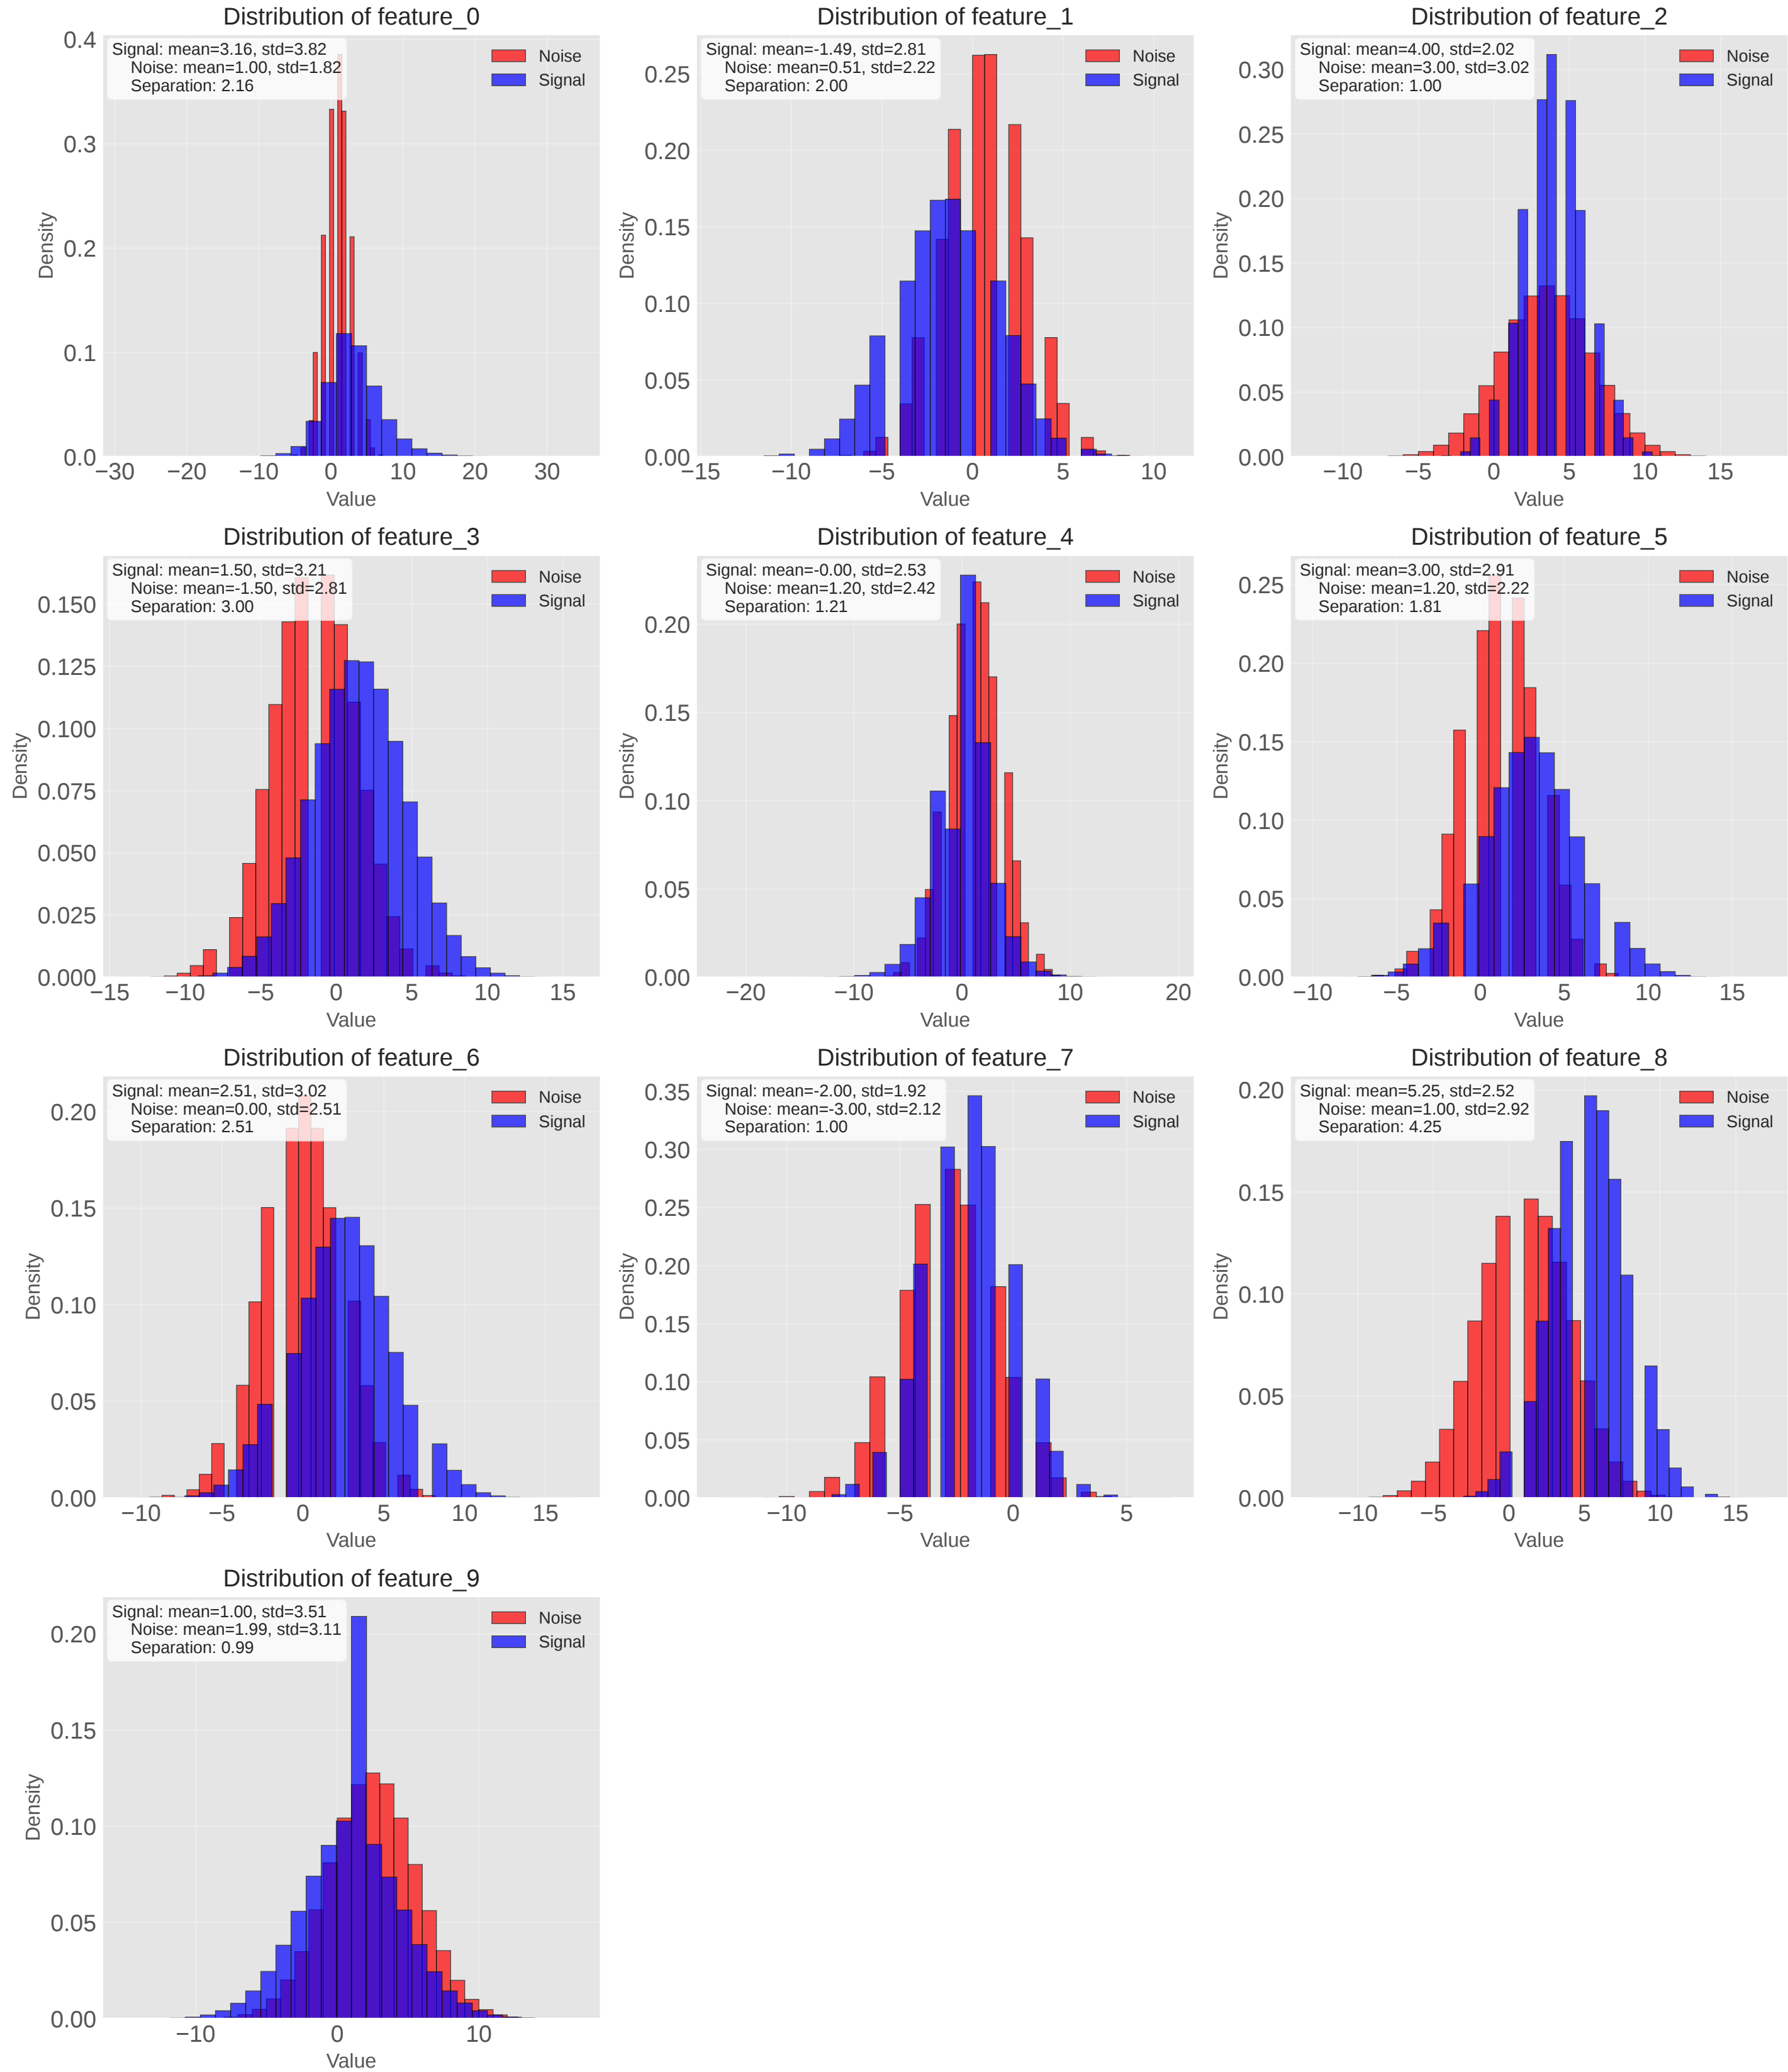 Distribution of feature_0
Signal: mean=3.16, std=3.82
Noise: mean=1.00, std=1.82
Separation: 2.16
Noise
Signal
Density
0.4
0.3
0.2
0.1
0.0
−30 −20 −10 0 10 20 30
Value
Distribution of feature_1
Signal: mean=-1.49, std=2.81
Noise: mean=0.51, std=2.22
Separation: 2.00
Noise
Signal
Density
0.25
0.20
0.15
0.10
0.05
0.00
−15 −10 −5 0 5 10
Value
Distribution of feature_2
Signal: mean=4.00, std=2.02
Noise: mean=3.00, std=3.02
Separation: 1.00
Noise
Signal
Density
0.30
0.25
0.20
0.15
0.10
0.05
0.00
−10 −5 0 5 10 15
Value
Distribution of feature_3
Signal: mean=1.50, std=3.21
Noise: mean=-1.50, std=2.81
Separation: 3.00
Noise
Signal
Density
0.150
0.125
0.100
0.075
0.050
0.025
0.000
−15 −10 −5 0 5 10 15
Value
Distribution of feature_4
Signal: mean=-0.00, std=2.53
Noise: mean=1.20, std=2.42
Separation: 1.21
Noise
Signal
Density
0.20
0.15
0.10
0.05
0.00
−20 −10 0 10 20
Value
Distribution of feature_5
Signal: mean=3.00, std=2.91
Noise: mean=1.20, std=2.22
Separation: 1.81
Noise
Signal
Density
0.25
0.20
0.15
0.10
0.05
0.00
−10 −5 0 5 10 15
Value
Distribution of feature_6
Signal: mean=2.51, std=3.02
Noise: mean=0.00, std=2.51
Separation: 2.51
Noise
Signal
Density
0.20
0.15
0.10
0.05
0.00
−10 −5 0 5 10 15
Value
Distribution of feature_7
Signal: mean=-2.00, std=1.92
Noise: mean=-3.00, std=2.12
Separation: 1.00
Noise
Signal
Density
0.35
0.30
0.25
0.20
0.15
0.10
0.05
0.00
−10 −5 0 5
Value
Distribution of feature_8
Signal: mean=5.25, std=2.52
Noise: mean=1.00, std=2.92
Separation: 4.25
Noise
Signal
Density
0.20
0.15
0.10
0.05
0.00
−10 −5 0 5 10 15
Value
Distribution of feature_9
Signal: mean=1.00, std=3.51
Noise: mean=1.99, std=3.11
Separation: 0.99
Noise
Signal
Density
0.20
0.15
0.10
0.05
0.00
−10 0 10
Value